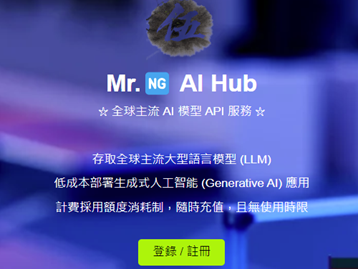 伍
Mr. NG AI Hub
☆ 全球主流 AI 模型 API 服務 ☆
存取全球主流大型語言模型 (LLM)
低成本部署生成式人工智能 (Generative AI) 應用
計費採用額度消耗制，隨時充值，且無使用時限
登錄 / 註冊